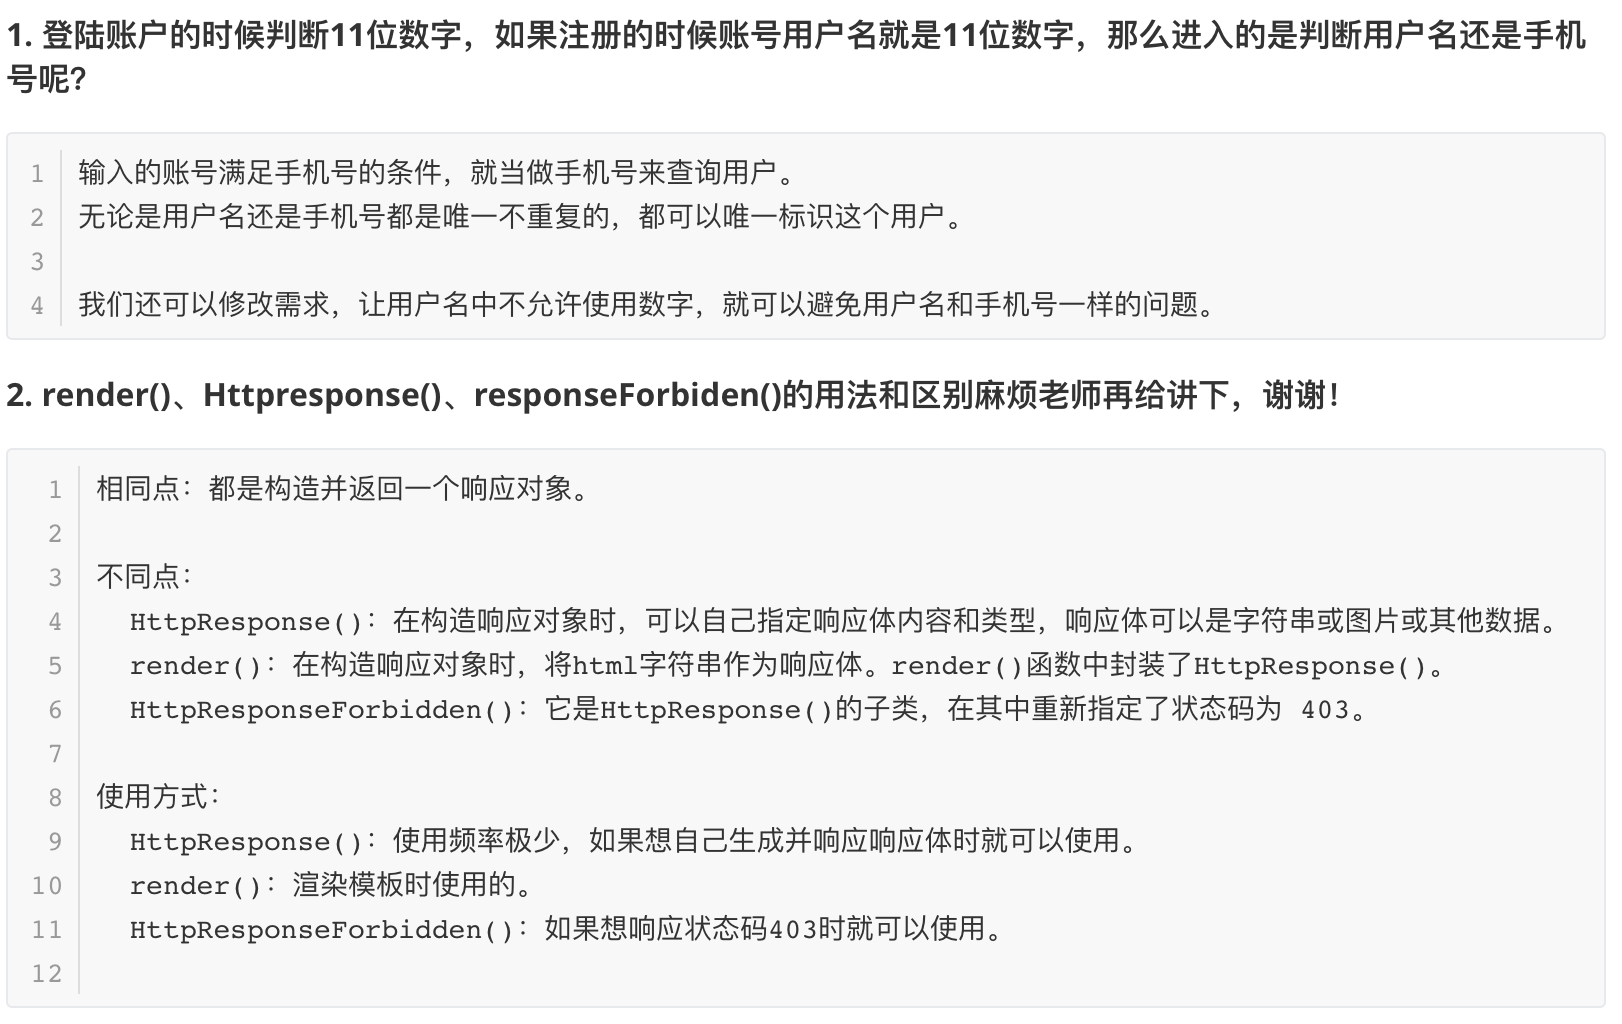 1. 登陆账户的时候判断11位数字，如果注册的时候账号用户名就是11位数字，那么进入的是判断用户名还是手机
号呢？
1 输入的账号满足手机号的条件，就当做手机号来查询用户。
2 无论是用户名还是手机号都是唯一不重复的，都可以唯一标识这个用户。
3
4 我们还可以修改需求，让用户名中不允许使用数字，就可以避免用户名和手机号一样的问题。
2. render()、Httpresponse()、responseForbiden()的用法和区别麻烦老师再给讲下，谢谢！
1 相同点：都是构造并返回一个响应对象。
2
3 不同点：
4 HttpResponse()：在构造响应对象时，可以自己指定响应体内容和类型，响应体可以是字符串或图片或其他数据。
5 render()：在构造响应对象时，将html字符串作为响应体。render()函数中封装了HttpResponse()。
6 HttpResponseForbidden()：它是HttpResponse()的子类，在其中重新指定了状态码为 403。
7
8 使用方式：
9 HttpResponse()：使用频率极少，如果想自己生成并响应响应体时就可以使用。
10 render()：渲染模板时使用的。
11 HttpResponseForbidden()：如果想响应状态码403时就可以使用。
12